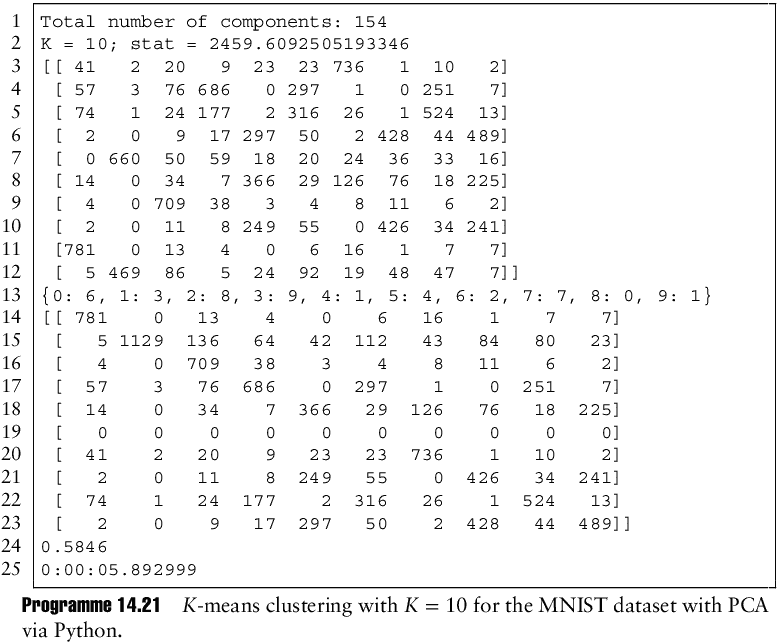 1 Total number of components: 154
2 K = 10; stat = 2459.6092505193346
3 [[ 41 2 20 9 23 23 736 1 10 2]
4 [ 57 3 76 686 0 297 1 0 251 7]
5 [ 74 1 24 177 2 316 26 1 524 13]
6 [ 2 0 9 17 297 50 2 428 44 489]
7 [ 0 660 50 59 18 20 24 36 33 16]
8 [ 14 0 34 7 366 29 126 76 18 225]
9 [ 4 0 709 38 3 4 8 11 6 2]
10 [ 2 0 11 8 249 55 0 426 34 241]
11 [781 0 13 4 0 6 16 1 7 7]
12 [ 5 469 86 5 24 92 19 48 47 7]]
13 {0: 6, 1: 3, 2: 8, 3: 9, 4: 1, 5: 4, 6: 2, 7: 7, 8: 0, 9: 1}
14 [[ 781 0 13 4 0 6 16 1 7 7]
15 [ 5 1129 136 64 42 112 43 84 80 23]
16 [ 4 0 709 38 3 4 8 11 6 2]
17 [ 57 3 76 686 0 297 1 0 251 7]
18 [ 14 0 34 7 366 29 126 76 18 225]
19 [ 0 0 0 0 0 0 0 0 0 0]
20 [ 41 2 20 9 23 23 736 1 10 2]
21 [ 2 0 11 8 249 55 0 426 34 241]
22 [ 74 1 24 177 2 316 26 1 524 13]
23 [ 2 0 9 17 297 50 2 428 44 489]]
24 0.5846
25 0:00:05.892999
Programme 14.21 K-means clustering with K = 10 for the MNIST dataset with PCA
via Python.